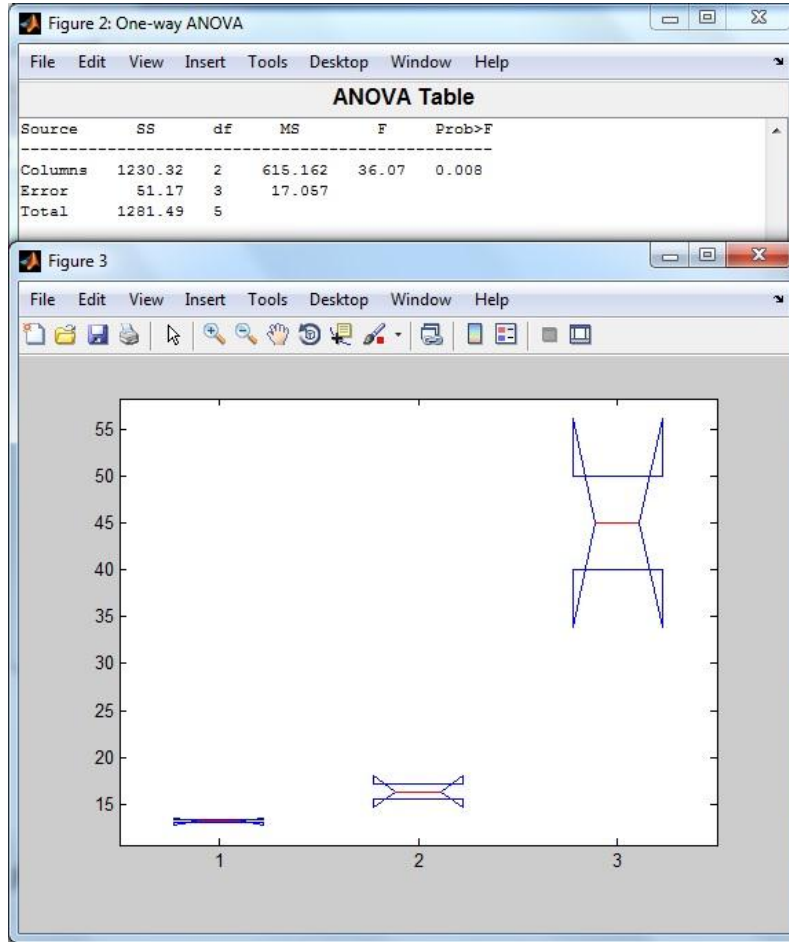 Figure 2: One-way ANOVA
File Edit View Insert Tools Desktop Window Help
ANOVA Table
Source SS df MS F Prob>F
Columns 1230.32 2 615.162 36.07 0.008
Error 51.17 3 17.057
Total 1281.49 5
Figure 3
File Edit View Insert Tools Desktop Window Help
55
50
45
40
35
30
25
20
15
1 2 3